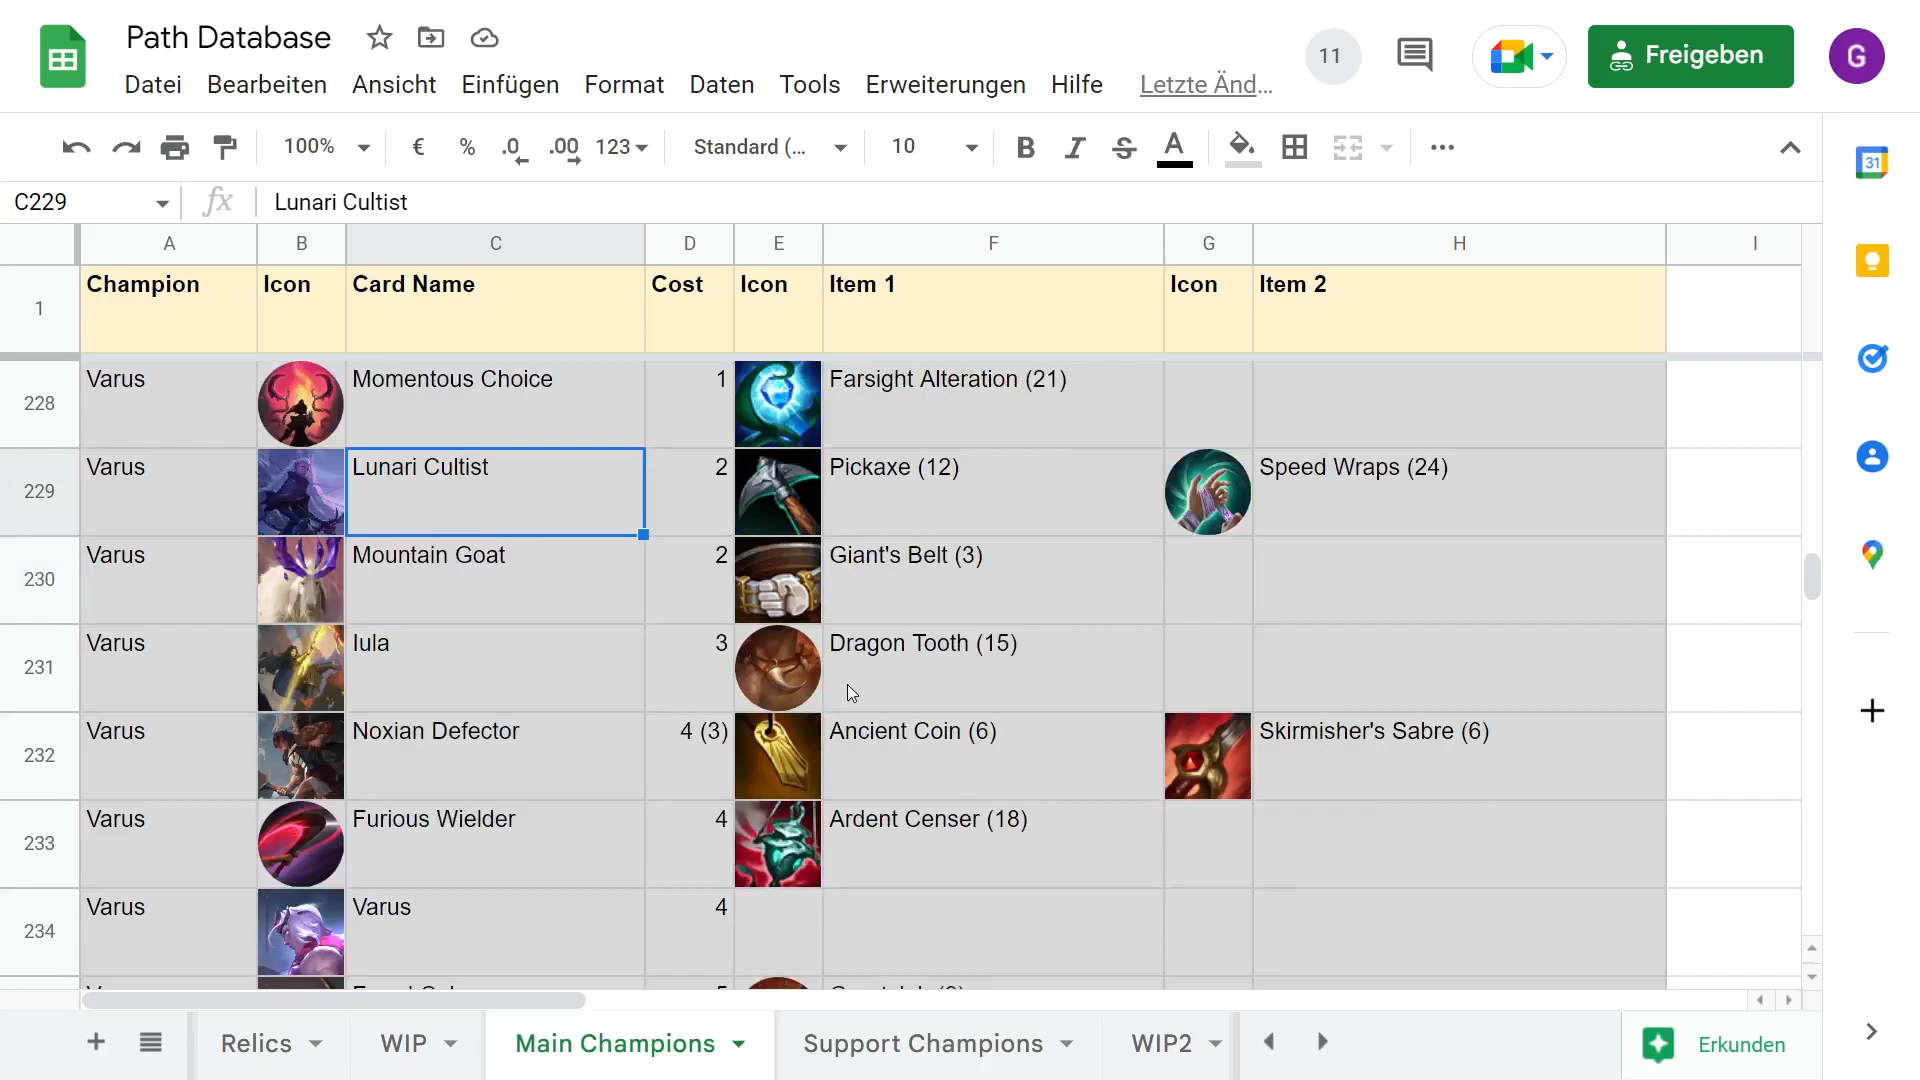 Path Database
11
Freigeben
G
Datei Bearbeiten Ansicht Einfügen Format Daten Tools Erweiterungen Hilfe Letzte Änd...
100% € % .0 .00 123 Standard (... 10 B I S A
31
C229 fx Lunari Cultist
A B C D E F G H I
1 Champion Icon Card Name Cost Icon Item 1 Icon Item 2
228 Varus Momentous Choice 1 Farsight Alteration (21)
229 Varus Lunari Cultist 2 Pickaxe (12) Speed Wraps (24)
230 Varus Mountain Goat 2 Giant's Belt (3)
231 Varus Iula 3 Dragon Tooth (15)
232 Varus Noxian Defector 4 (3) Ancient Coin (6) Skirmisher's Sabre (6)
233 Varus Furious Wielder 4 Ardent Censer (18)
234 Varus Varus 4
Relics WIP Main Champions Support Champions WIP2 Erkunden